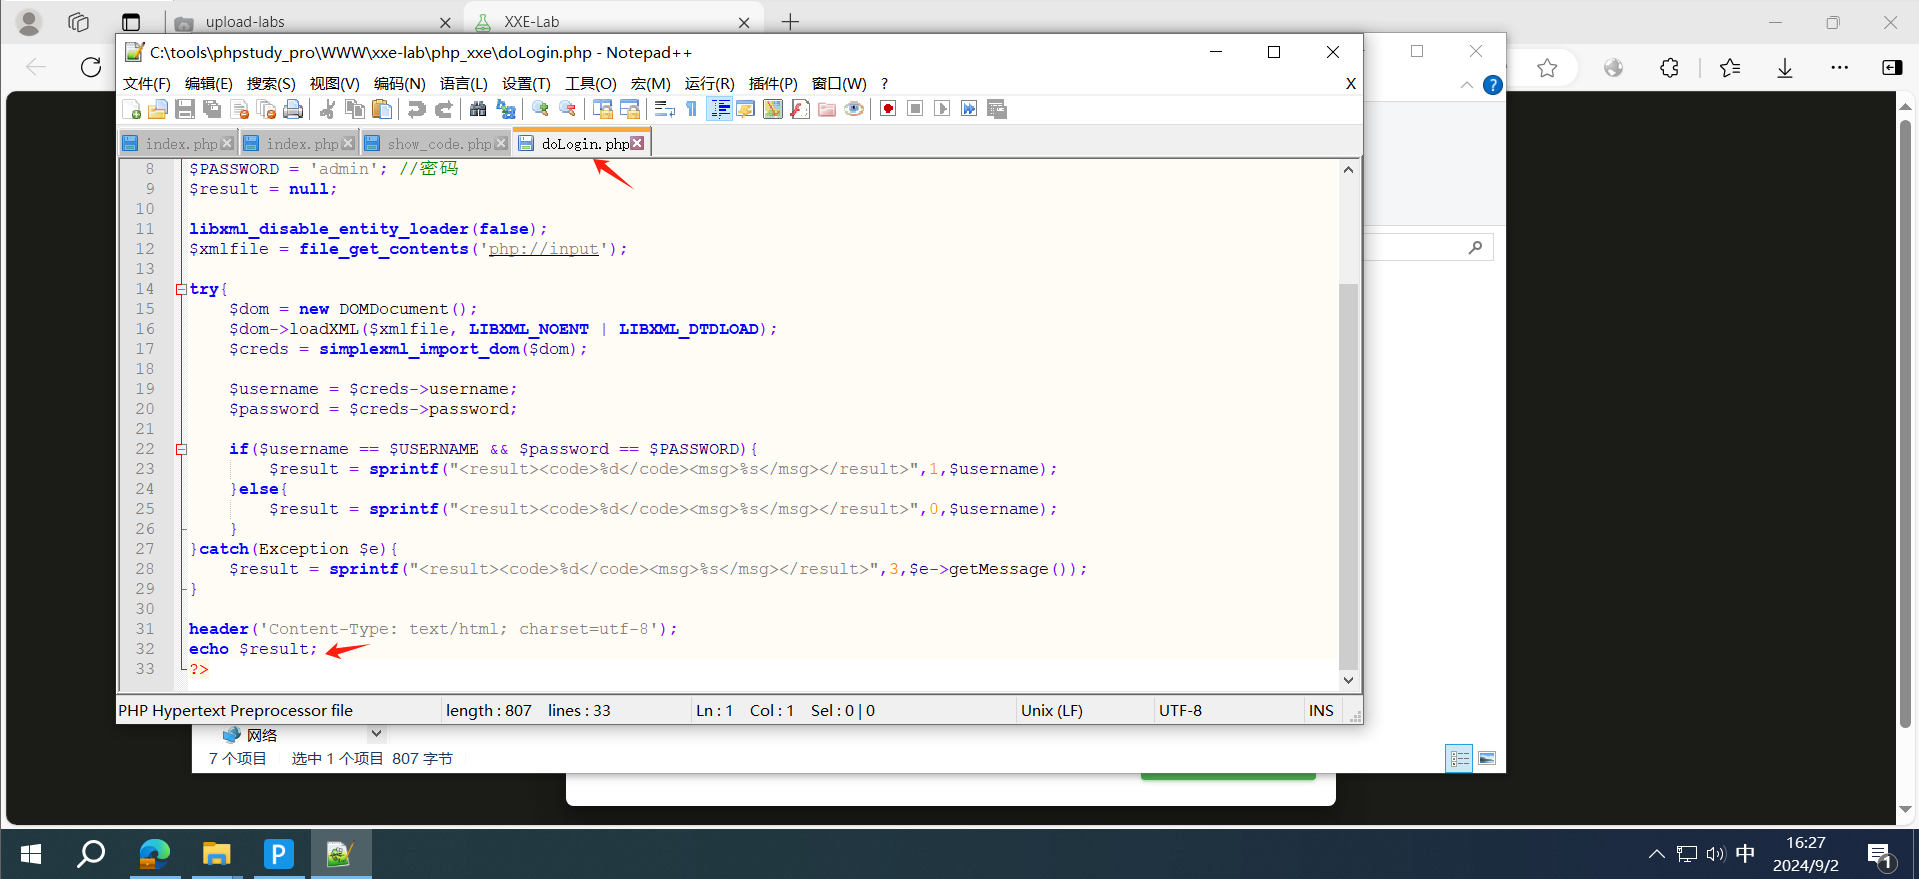 upload-labs
XXE-Lab
C:\tools\phpstudy_pro\WWW\xxe-lab\php_xxe\doLogin.php - Notepad++
文件(F) 编辑(E) 搜索(S) 视图(V) 编码(N) 语言(L) 设置(T) 工具(O) 宏(M) 运行(R) 插件(P) 窗口(W) ? X
index.php index.php show_code.php doLogin.php
8 $PASSWORD = 'admin'; //密码
9 $result = null;
10
11 libxml_disable_entity_loader(false);
12 $xmlfile = file_get_contents('php://input');
13
14 try{
15 $dom = new DOMDocument();
16 $dom->loadXML($xmlfile, LIBXML_NOENT | LIBXML_DTDLOAD);
17 $creds = simplexml_import_dom($dom);
18
19 $username = $creds->username;
20 $password = $creds->password;
21
22 if($username == $USERNAME && $password == $PASSWORD){
23 $result = sprintf("<result><code>%d</code><msg>%s</msg></result>",1,$username);
24 }else{
25 $result = sprintf("<result><code>%d</code><msg>%s</msg></result>",0,$username);
26 }
27 }catch(Exception $e){
28 $result = sprintf("<result><code>%d</code><msg>%s</msg></result>",3,$e->getMessage());
29 }
30
31 header('Content-Type: text/html; charset=utf-8');
32 echo $result;
33 ?>
PHP Hypertext Preprocessor file length : 807 lines : 33 Ln : 1 Col : 1 Sel : 0 | 0 Unix (LF) UTF-8 INS
网络
7 个项目 选中 1 个项目 807 字节
中
16:27
2024/9/2
1